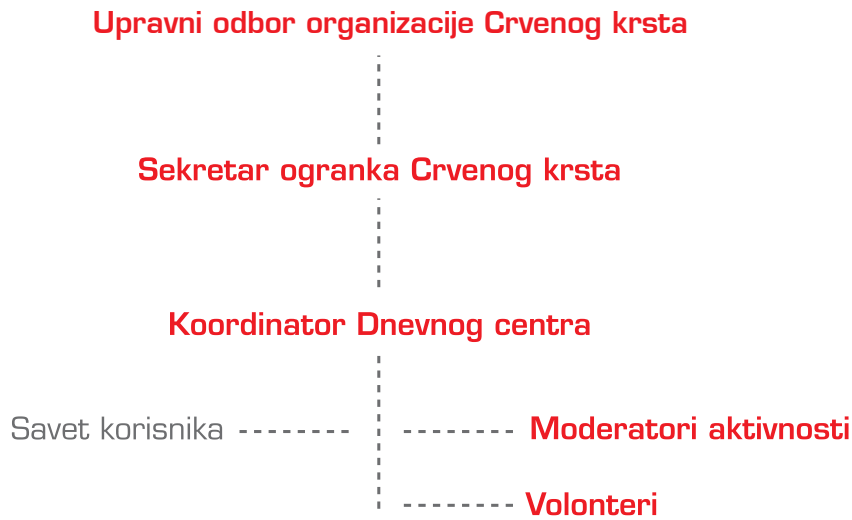 Upravni odbor organizacije Crvenog krsta
Sekretar ogranka Crvenog krsta
Koordinator Dnevnog centra
Savet korisnika
Moderatori aktivnosti
Volonteri